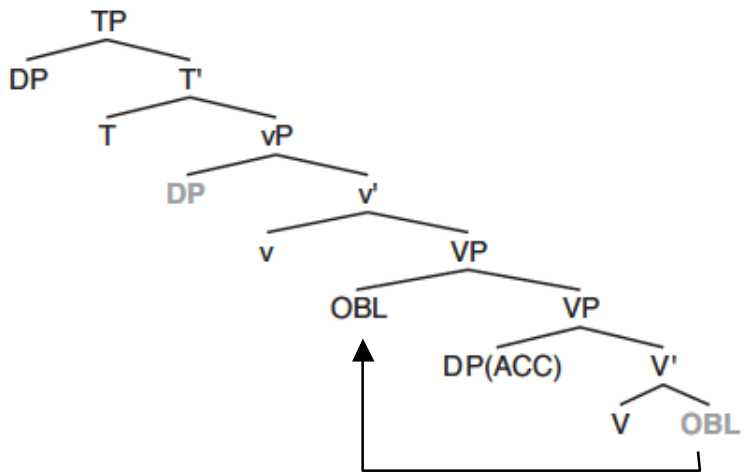 TP
DP T'
T vP
DP v'
v VP
OBL VP
DP(ACC) V'
V OBL